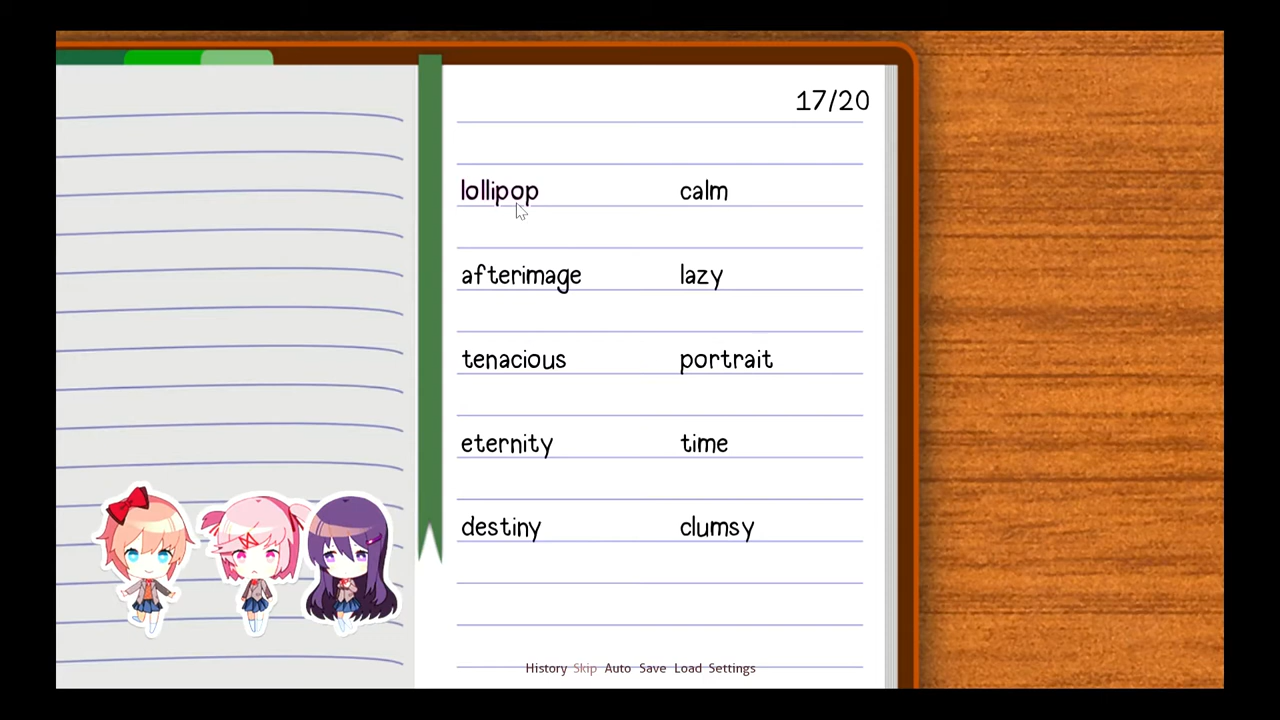 17/20
lollipop calm
afterimage lazy
tenacious portrait
eternity time
destiny clumsy
History Skip Auto Save Load Settings